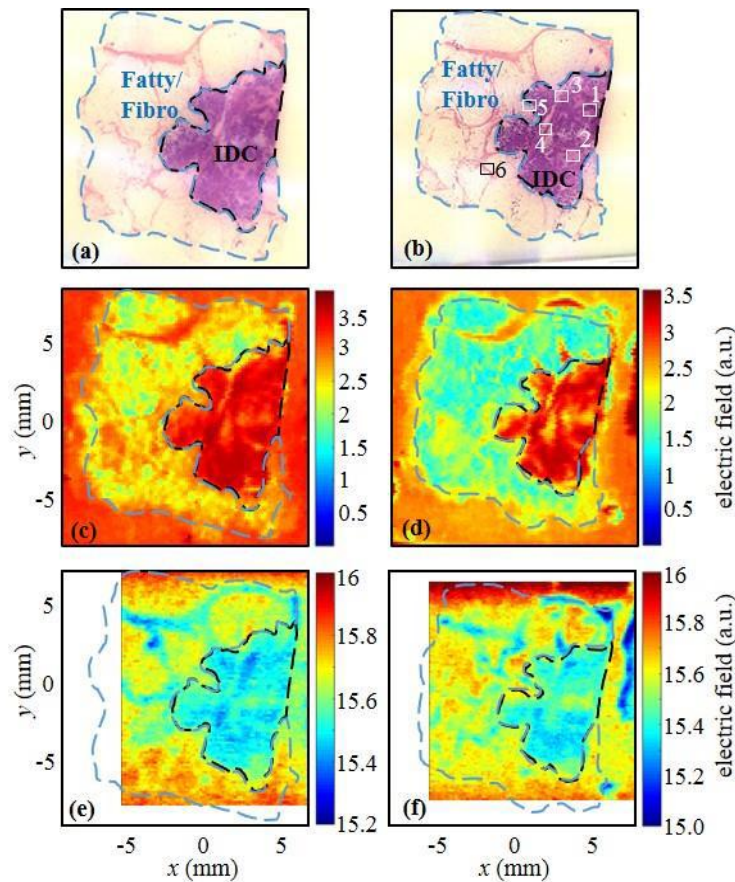 Fatty/
Fibro
IDC
(a)
Fatty/
Fibro
3
1
5
4
2
6
IDC
(b)
5
0
-5
y (mm)
(c)
3.5
3
2.5
2
1.5
1
0.5
(d)
3.5
3
2.5
2
1.5
1
0.5
electric field (a.u.)
5
0
-5
y (mm)
(e)
16
15.8
15.6
15.4
15.2
-5 0 5
x (mm)
(f)
16
15.8
15.6
15.4
15.2
15.0
electric field (a.u.)
-5 0 5
x (mm)